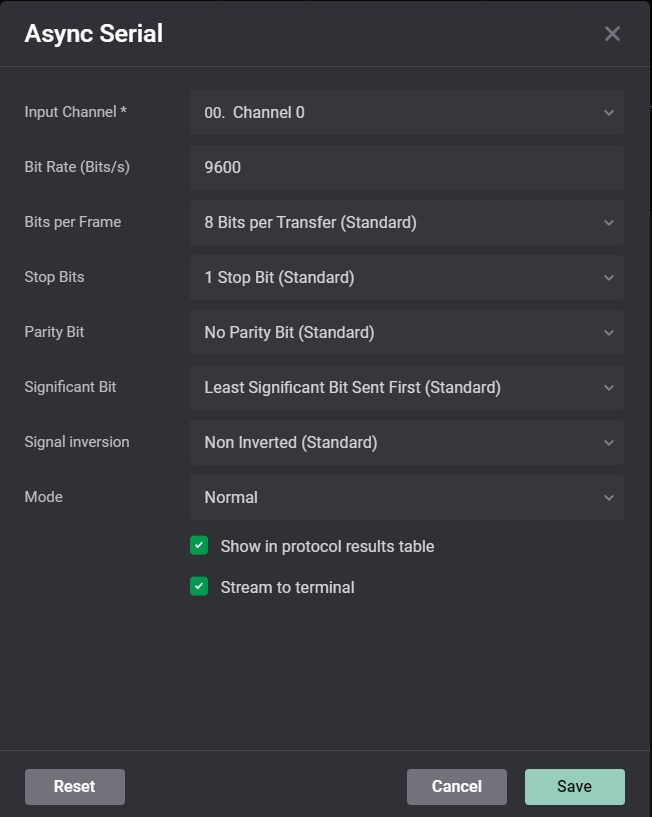 Async Serial
Input Channel *
00. Channel 0
Bit Rate (Bits/s)
9600
Bits per Frame
8 Bits per Transfer (Standard)
Stop Bits
1 Stop Bit (Standard)
Parity Bit
No Parity Bit (Standard)
Significant Bit
Least Significant Bit Sent First (Standard)
Signal inversion
Non Inverted (Standard)
Mode
Normal
Show in protocol results table
Stream to terminal
Reset
Cancel
Save